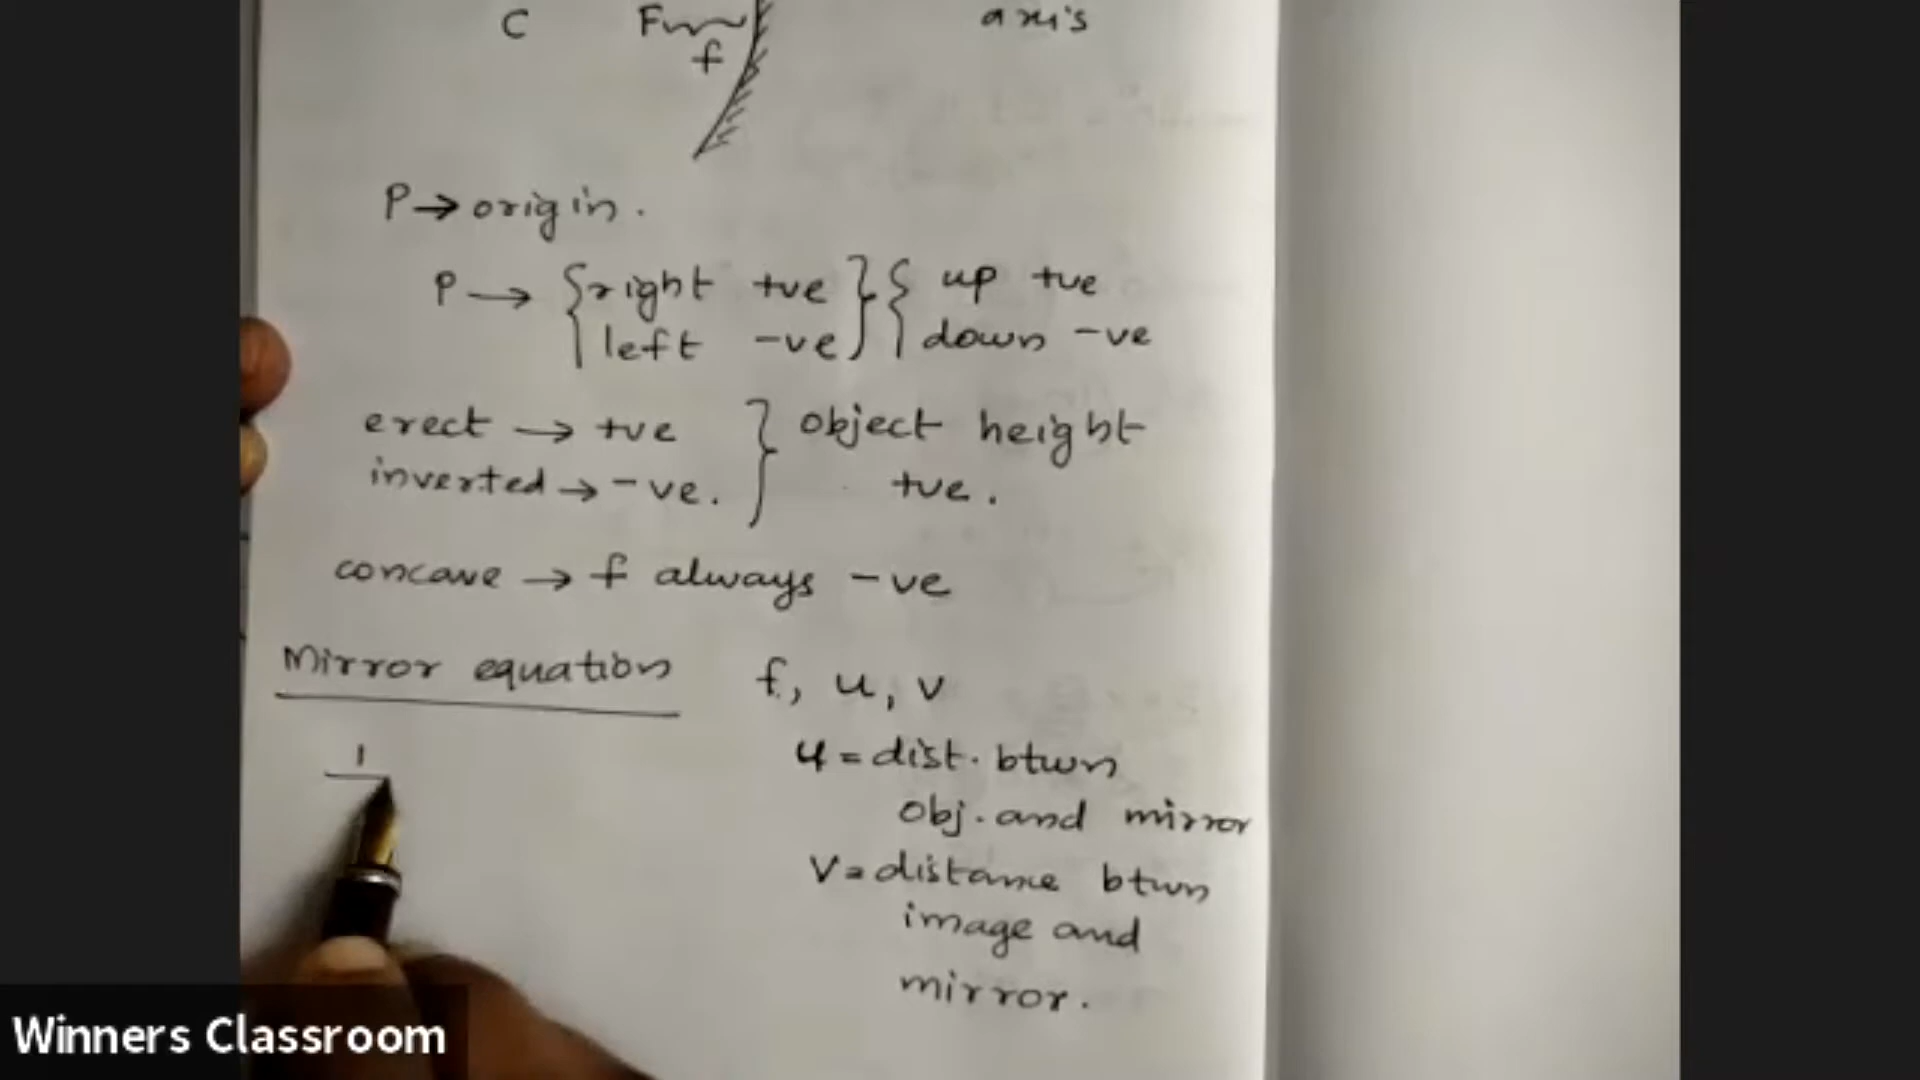 C F axis
f
P → origin.
P → { right +ve } { up +ve
left -ve down -ve
erect → +ve } object height
inverted → -ve. +ve.
concave → f always -ve
Mirror equation f, u, v
1 u = dist. btwn
obj. and mirror
v = distance btwn
image and
mirror.
Winners Classroom